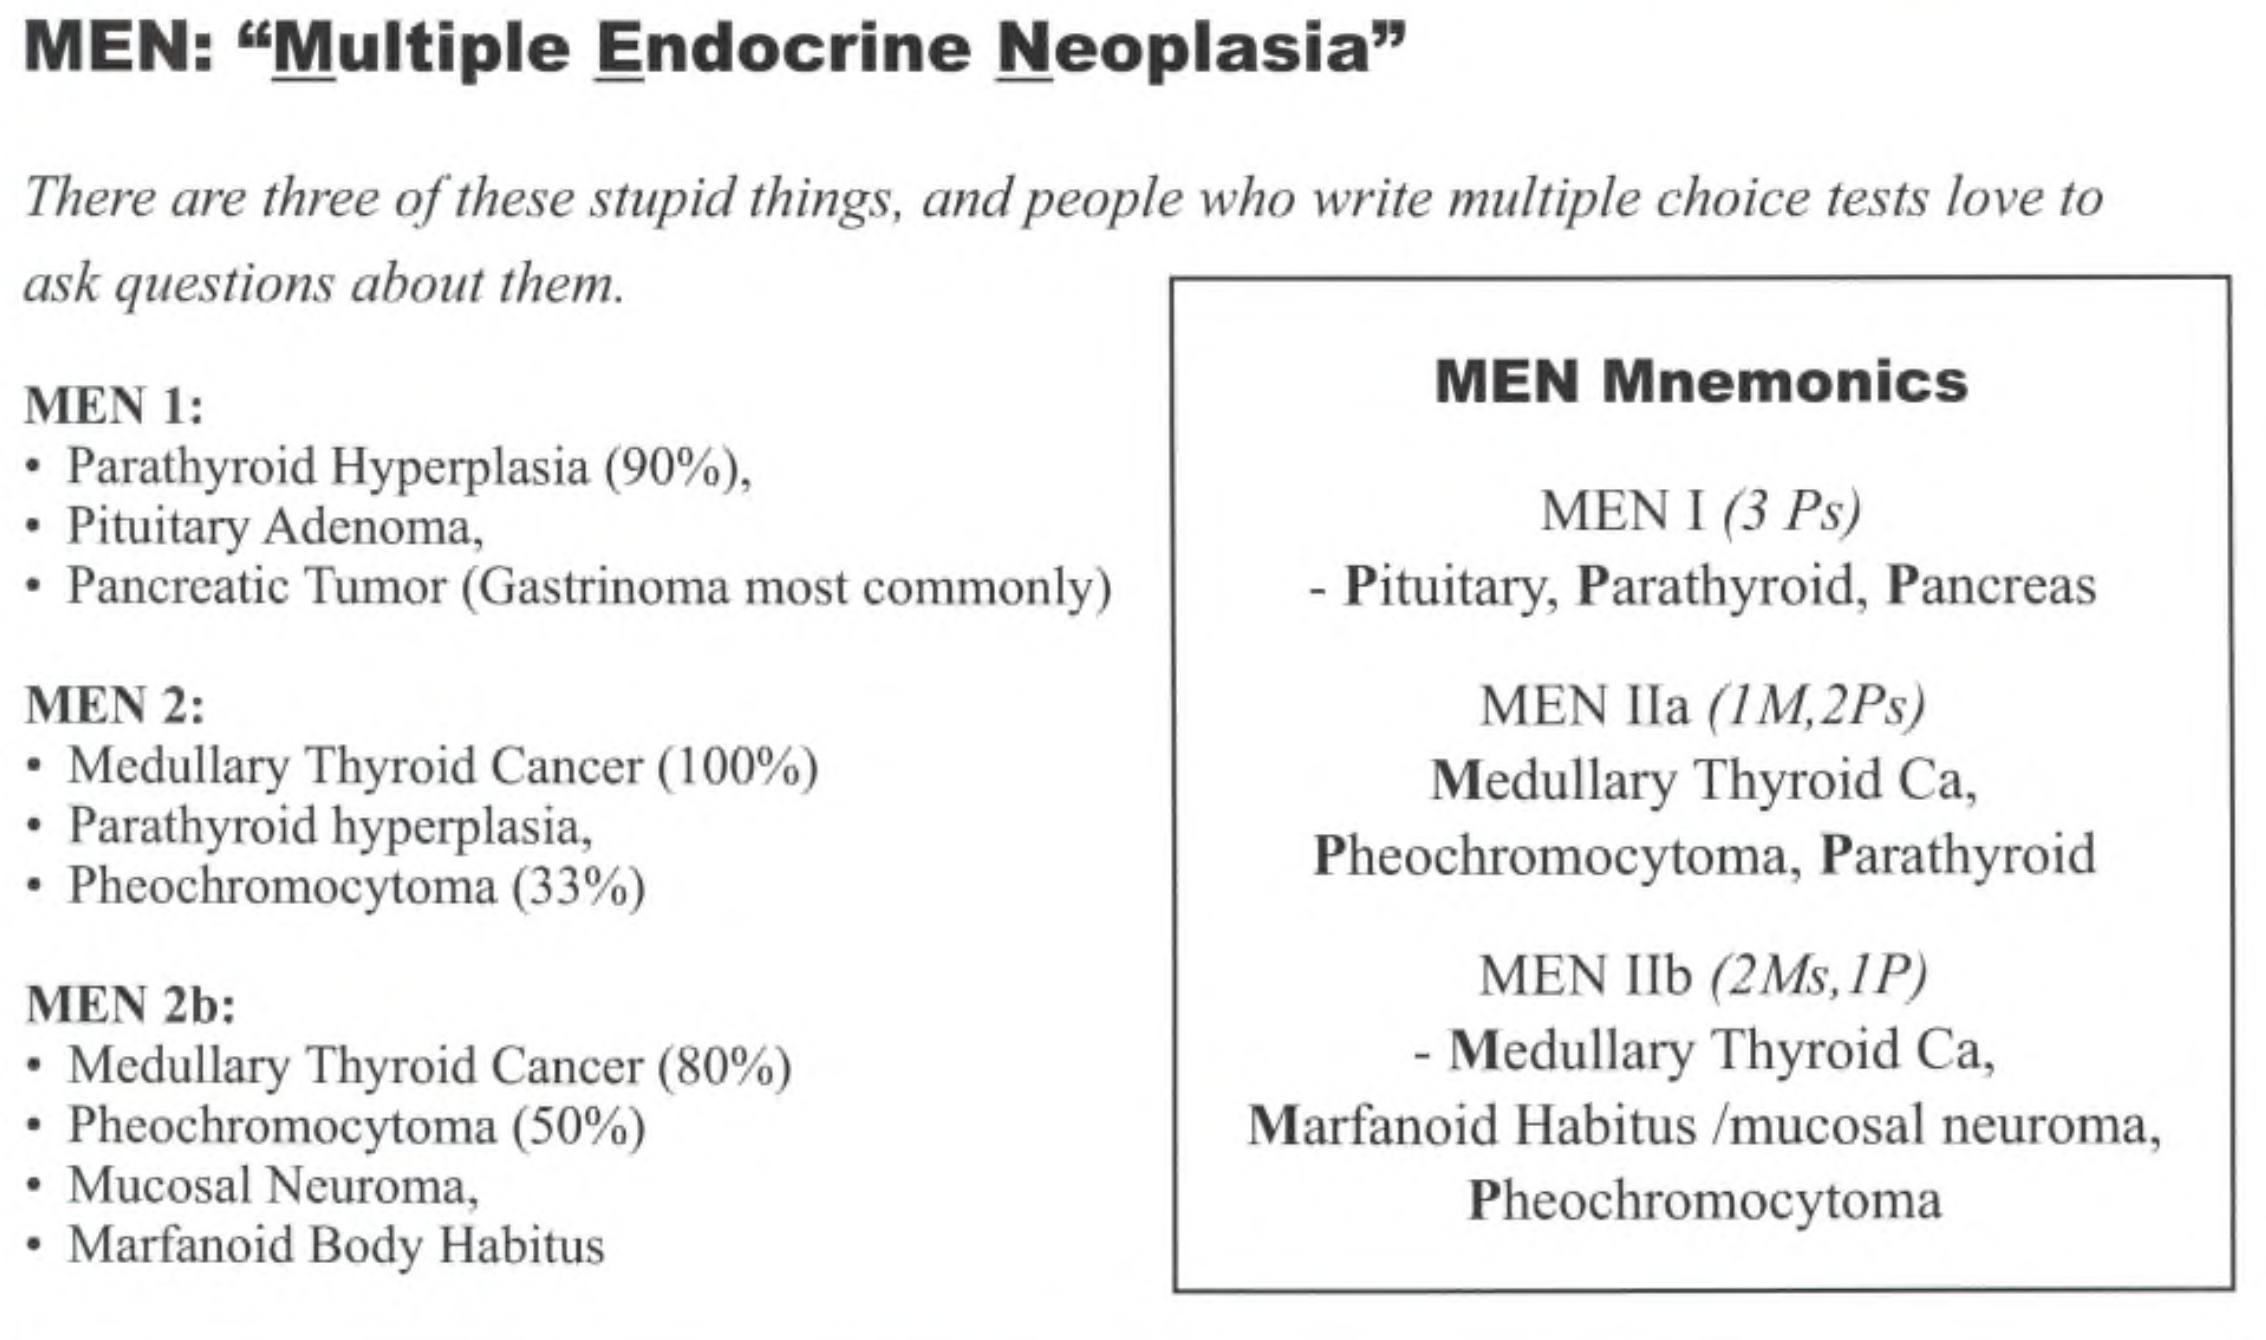 MEN: “Multiple Endocrine Neoplasia”
There are three of these stupid things, and people who write multiple choice tests love to
ask questions about them.
MEN 1:
• Parathyroid Hyperplasia (90%),
• Pituitary Adenoma,
• Pancreatic Tumor (Gastrinoma most commonly)
MEN 2:
• Medullary Thyroid Cancer (100%)
• Parathyroid hyperplasia,
• Pheochromocytoma (33%)
MEN 2b:
• Medullary Thyroid Cancer (80%)
• Pheochromocytoma (50%)
• Mucosal Neuroma,
• Marfanoid Body Habitus
MEN Mnemonics
MEN I (3 Ps)
- Pituitary, Parathyroid, Pancreas
MEN IIa (1M,2Ps)
Medullary Thyroid Ca,
Pheochromocytoma, Parathyroid
MEN IIb (2Ms,1P)
- Medullary Thyroid Ca,
Marfanoid Habitus /mucosal neuroma,
Pheochromocytoma